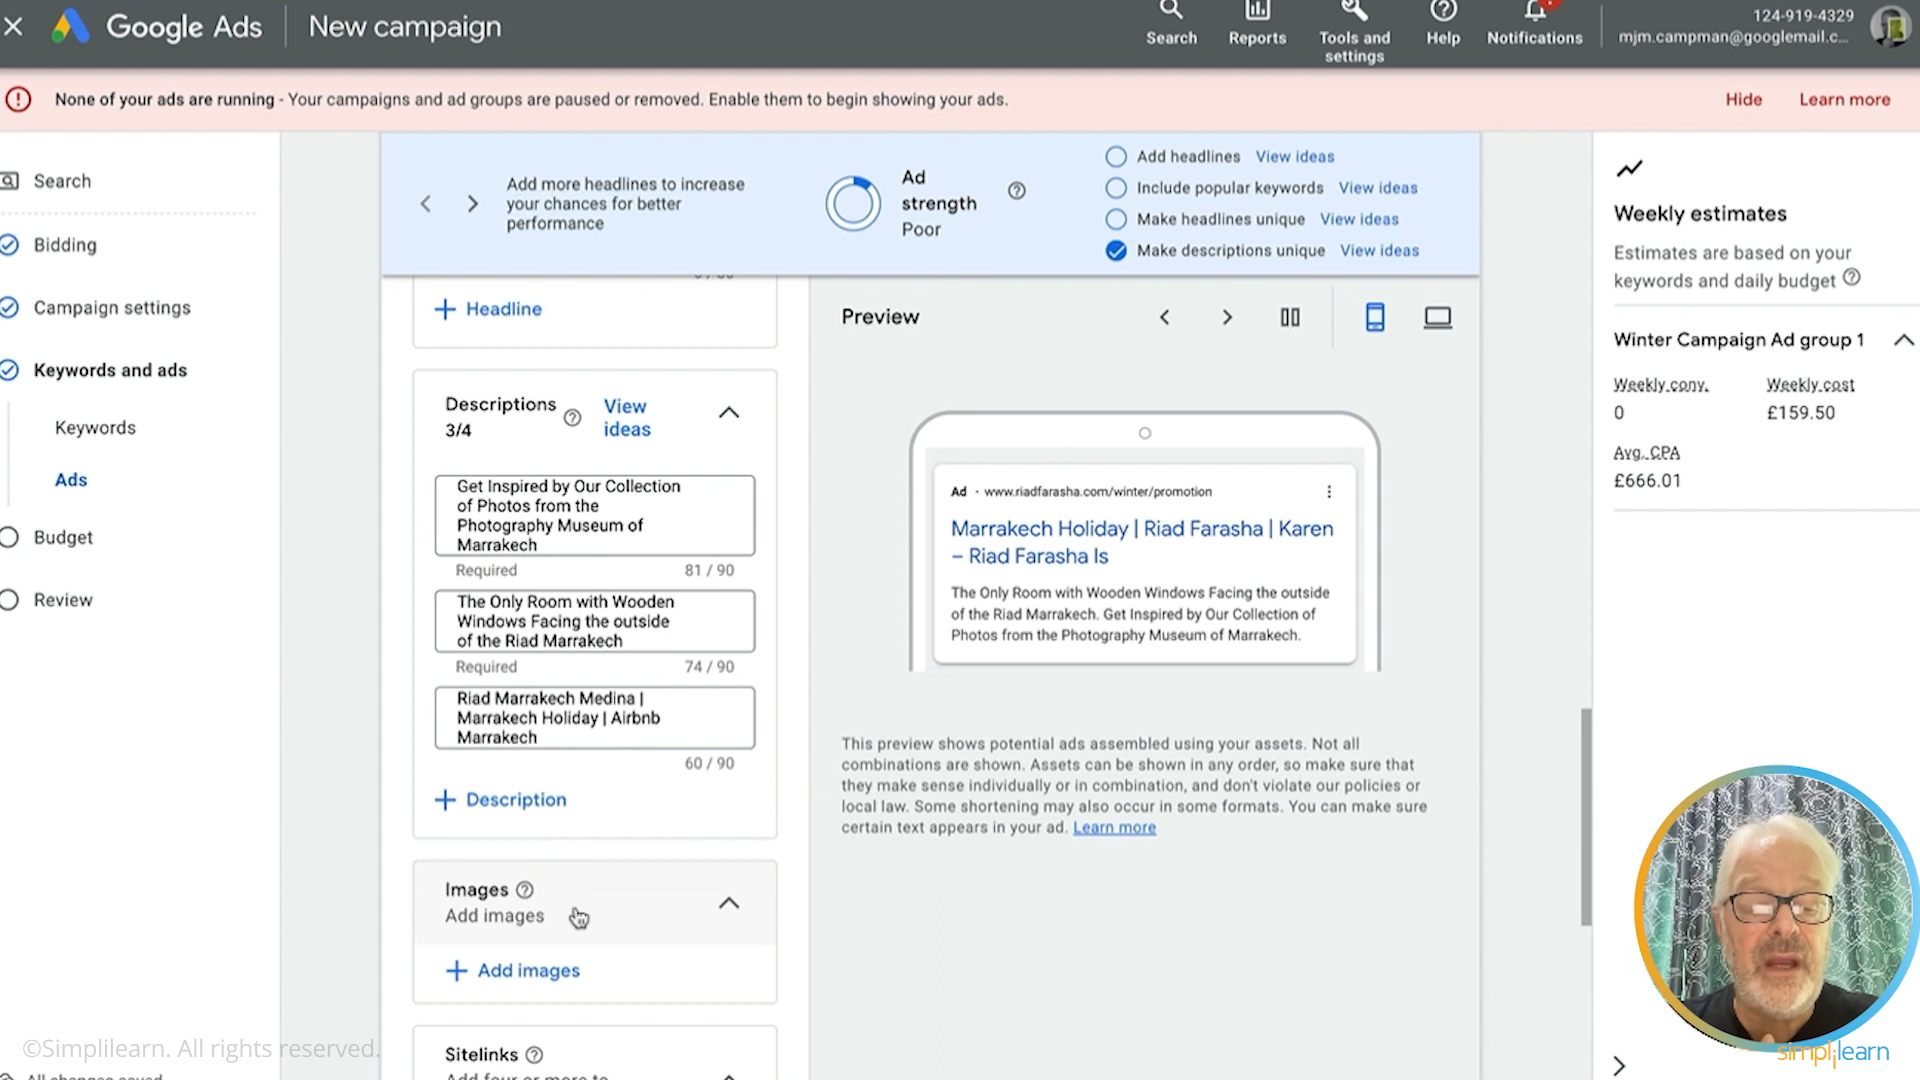 Google Ads
New campaign
Search
Reports
Tools and settings
Help
Notifications
124-919-4329
mjm.campman@googlemail.c...
None of your ads are running - Your campaigns and ad groups are paused or removed. Enable them to begin showing your ads.
Hide
Learn more
Search
Bidding
Campaign settings
Keywords and ads
Keywords
Ads
Budget
Review
Add more headlines to increase
your chances for better
performance
Ad
strength
Poor
Add headlines View ideas
Include popular keywords View ideas
Make headlines unique View ideas
Make descriptions unique View ideas
+ Headline
Descriptions
3/4
View
ideas
Get Inspired by Our Collection
of Photos from the
Photography Museum of
Marrakech
Required 81 / 90
The Only Room with Wooden
Windows Facing the outside
of the Riad Marrakech
Required 74 / 90
Riad Marrakech Medina |
Marrakech Holiday | Airbnb
Marrakech
60 / 90
+ Description
Images
Add images
+ Add images
Sitelinks
Add four or more to
Preview
Ad · www.riadfarasha.com/winter/promotion
Marrakech Holiday | Riad Farasha | Karen
– Riad Farasha Is
The Only Room with Wooden Windows Facing the outside
of the Riad Marrakech. Get Inspired by Our Collection of
Photos from the Photography Museum of Marrakech.
This preview shows potential ads assembled using your assets. Not all
combinations are shown. Assets can be shown in any order, so make sure that
they make sense individually or in combination, and don't violate our policies or
local law. Some shortening may also occur in some formats. You can make sure
certain text appears in your ad. Learn more
Weekly estimates
Estimates are based on your
keywords and daily budget
Winter Campaign Ad group 1
Weekly conv. Weekly cost
0 £159.50
Avg. CPA
£666.01
©Simplilearn. All rights reserved.
All changes saved
simplilearn